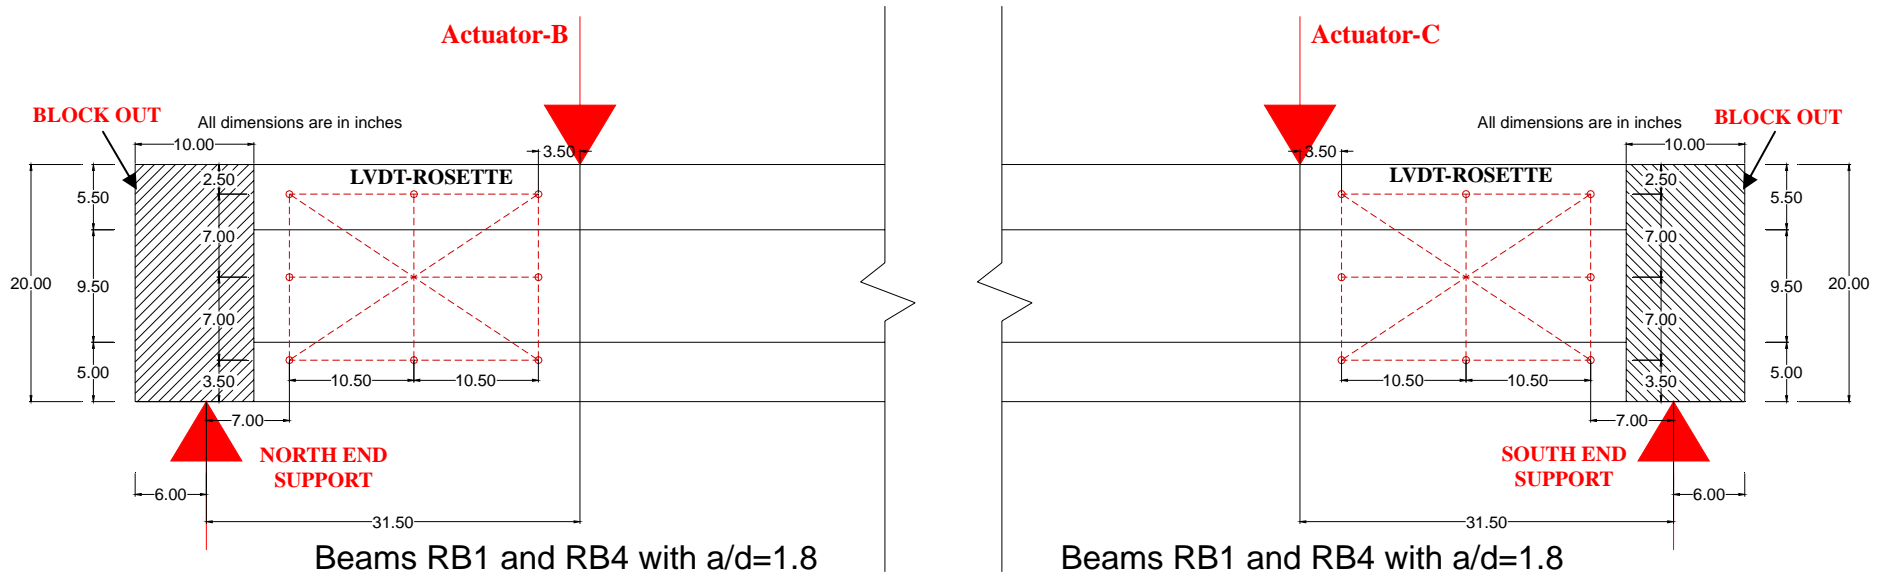 Actuator-B
BLOCK OUT
All dimensions are in inches
10.00
3.50
LVDT-ROSETTE
2.50
5.50
7.00
20.00
9.50
7.00
5.00
3.50
10.50
10.50
7.00
NORTH END
SUPPORT
6.00
31.50
Beams RB1 and RB4 with a/d=1.8
Actuator-C
BLOCK OUT
All dimensions are in inches
10.00
3.50
LVDT-ROSETTE
2.50
5.50
7.00
9.50
20.00
7.00
5.00
3.50
10.50
10.50
7.00
SOUTH END
SUPPORT
6.00
31.50
Beams RB1 and RB4 with a/d=1.8